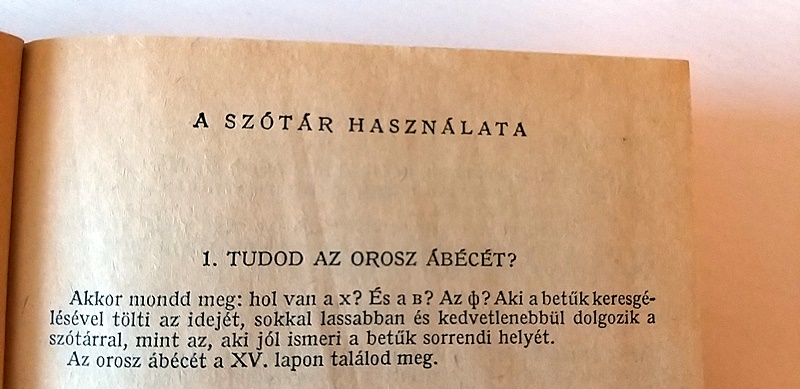 A SZÓTÁR HASZNÁLATA
1. TUDOD AZ OROSZ ÁBÉCÉT?
Akkor mondd meg: hol van a х? És a в? Az ф? Aki a betűk keresgé-
lésével tölti az idejét, sokkal lassabban és kedvetlenebbül dolgozik a
szótárral, mint az, aki jól ismeri a betűk sorrendi helyét.
Az orosz ábécét a XV. lapon találod meg.